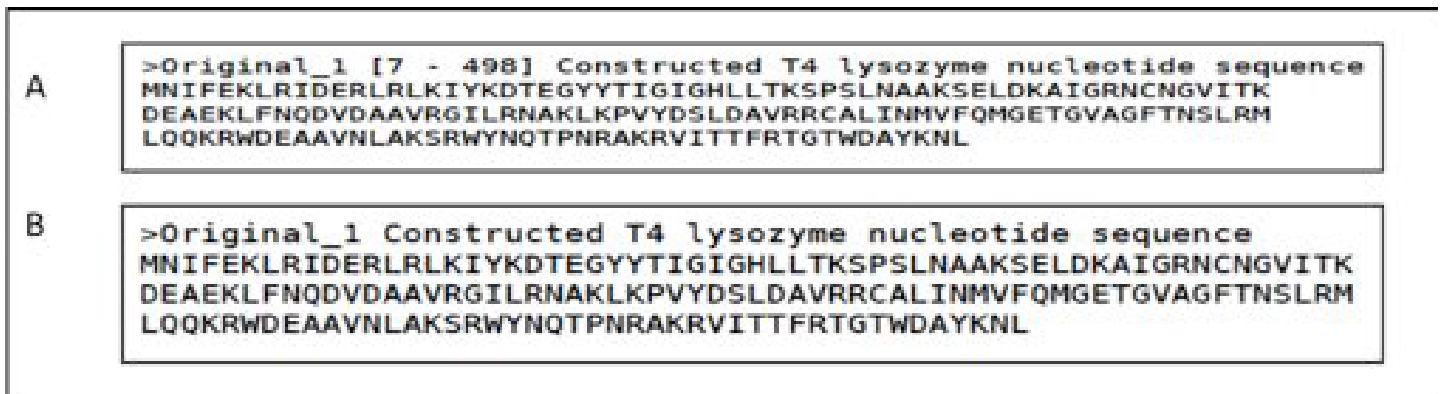 A
>Original_1 [7 - 498] Constructed T4 lysozyme nucleotide sequence
MNIFEKLRIDERLRLKIYKDTEGYYTIGIGHLLTKSPSLNAAKSELDKAIGRNCNGVITK
DEAEKLFNQDVDAAVRGILRNAKLKPVYDSLDAVRRCALINMVFQMGETGVAGFTNSLRM
LQQKRWDEAAVNLAKSRWYNQTPNRAKRVITTFRTGTWDAYKNL
B
>Original_1 Constructed T4 lysozyme nucleotide sequence
MNIFEKLRIDERLRLKIYKDTEGYYTIGIGHLLTKSPSLNAAKSELDKAIGRNCNGVITK
DEAEKLFNQDVDAAVRGILRNAKLKPVYDSLDAVRRCALINMVFQMGETGVAGFTNSLRM
LQQKRWDEAAVNLAKSRWYNQTPNRAKRVITTFRTGTWDAYKNL